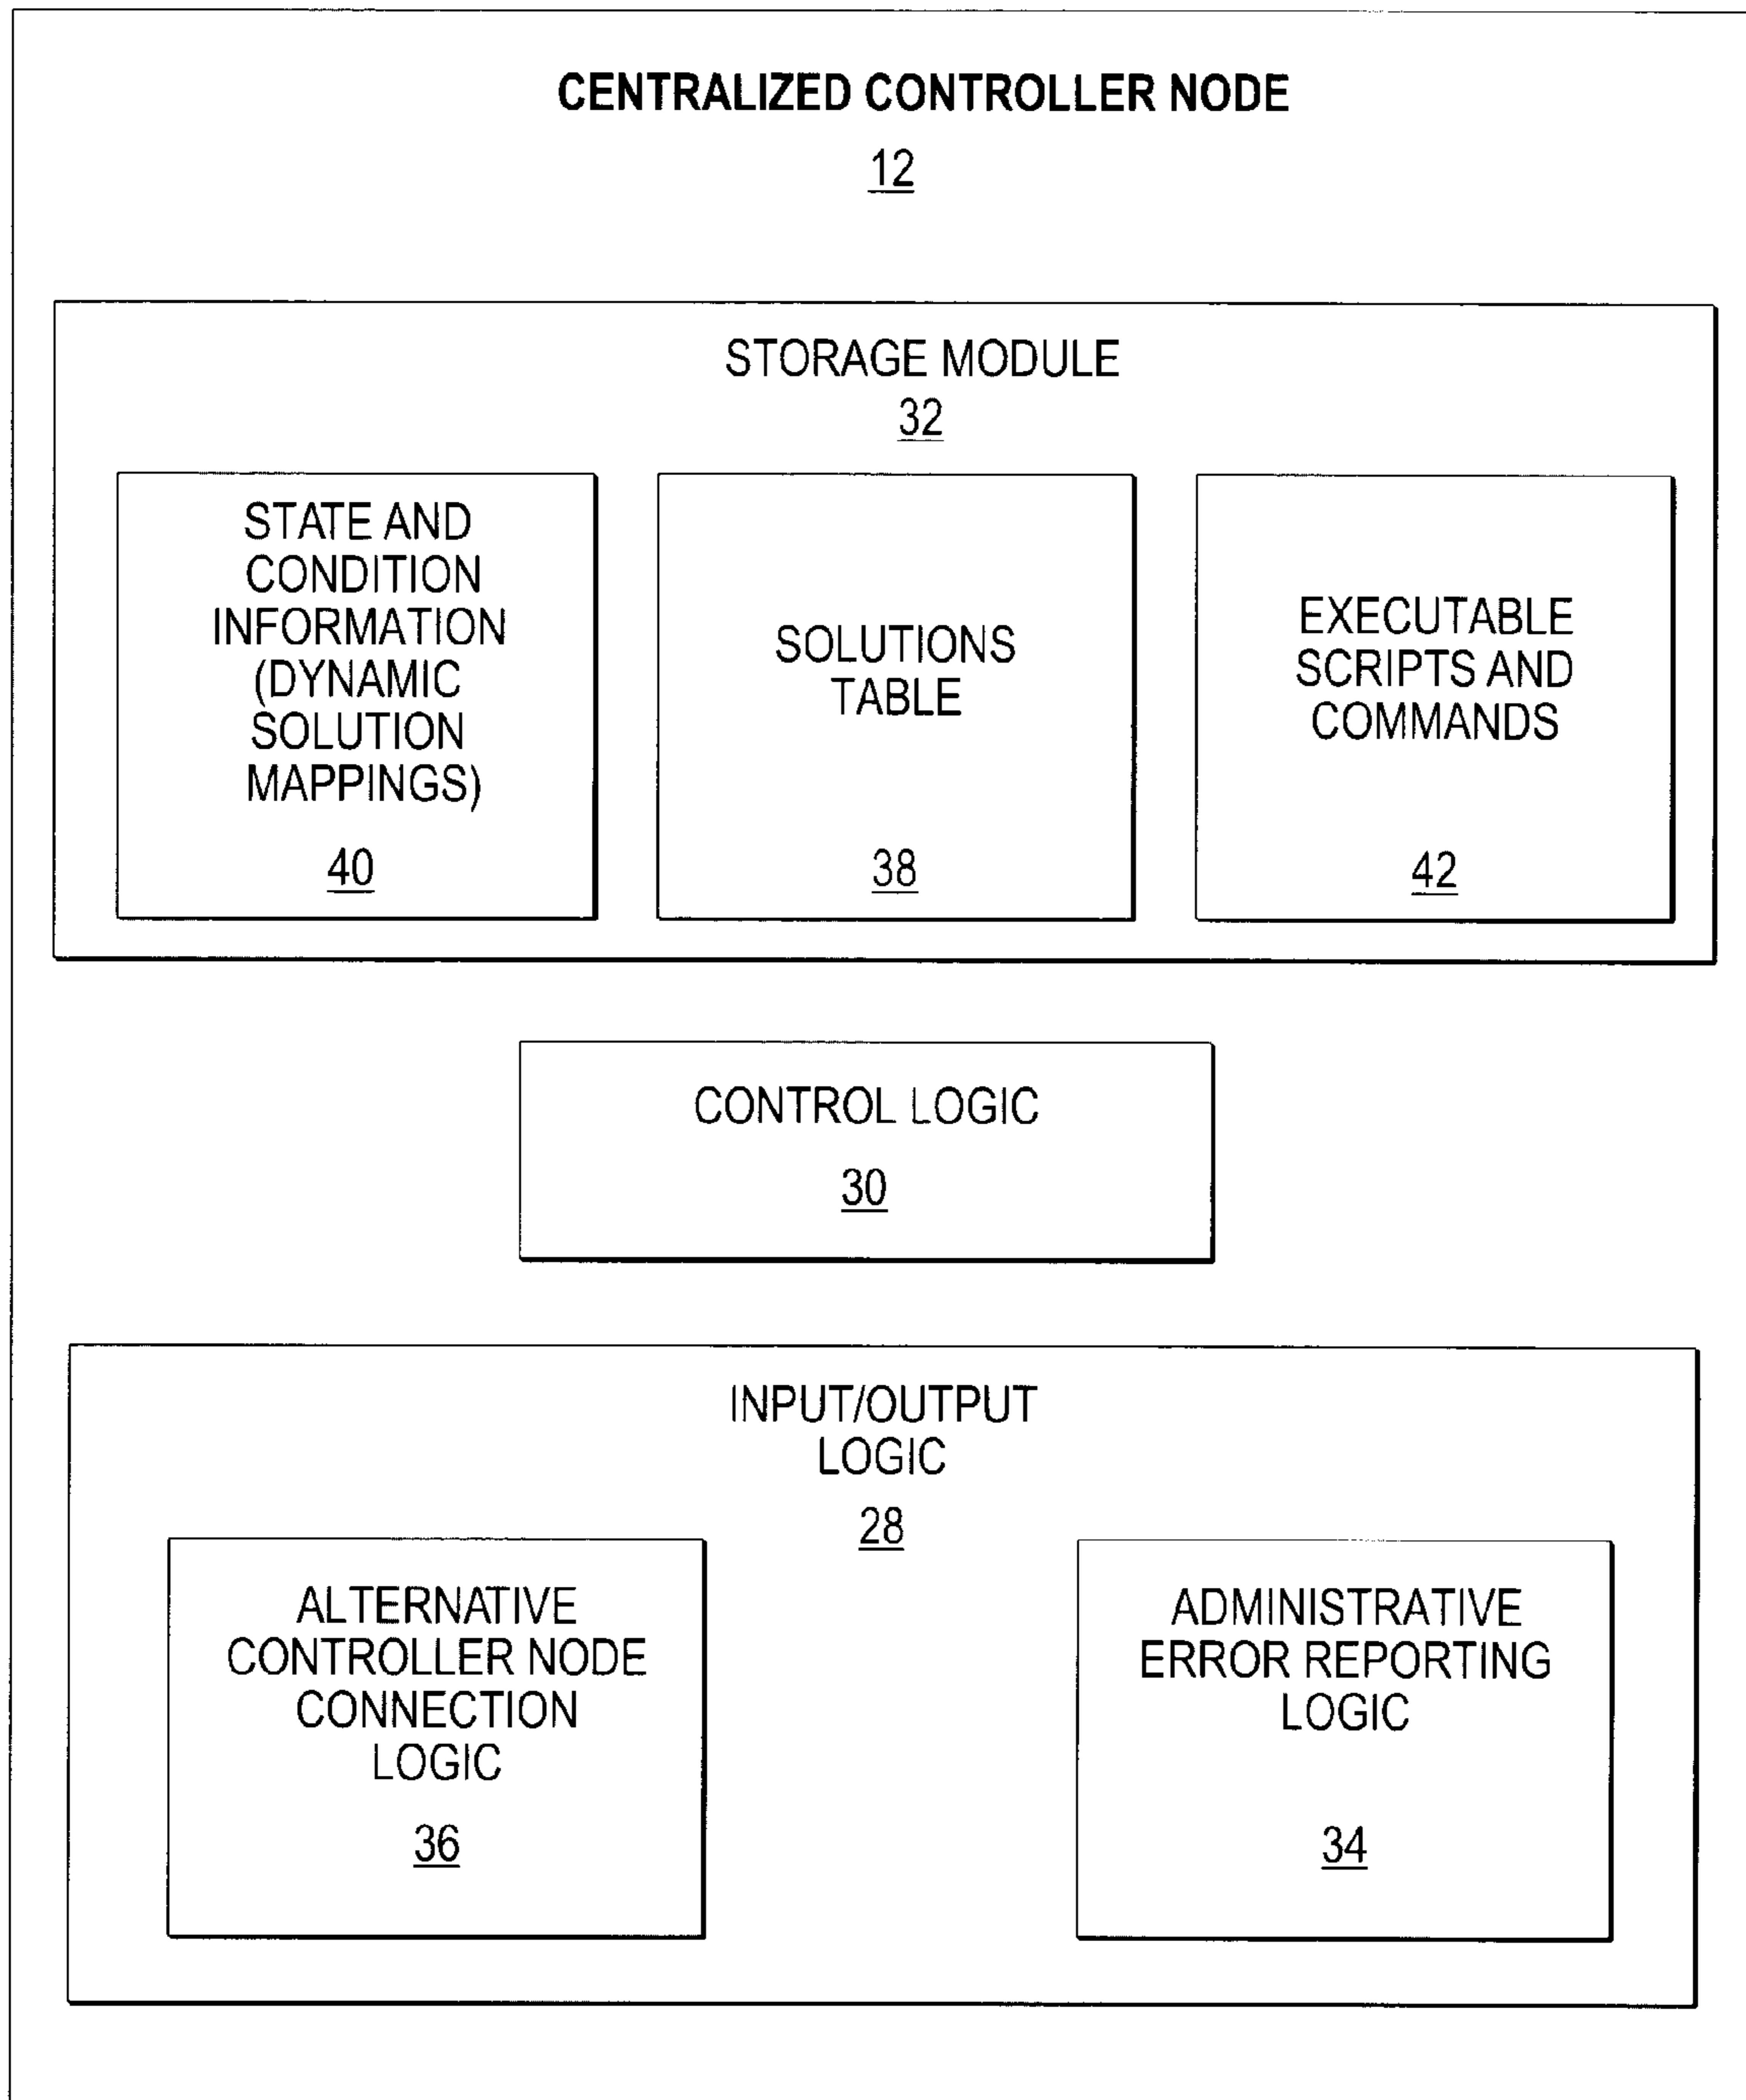 CENTRALIZED CONTROLLER NODE
12
STORAGE MODULE
32
STATE AND
CONDITION
INFORMATION
(DYNAMIC
SOLUTION
MAPPINGS)
40
SOLUTIONS
TABLE
38
EXECUTABLE
SCRIPTS AND
COMMANDS
42
CONTROL LOGIC
30
INPUT/OUTPUT
LOGIC
28
ALTERNATIVE
CONTROLLER NODE
CONNECTION
LOGIC
36
ADMINISTRATIVE
ERROR REPORTING
LOGIC
34